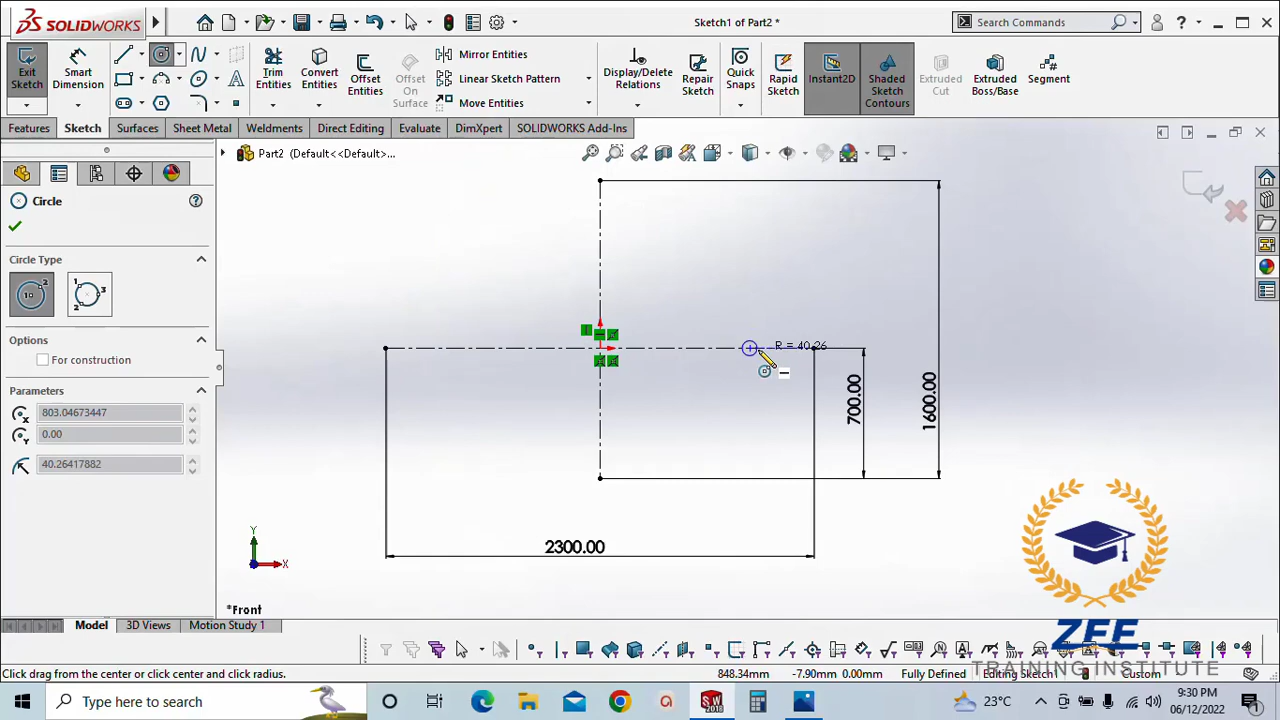 SOLIDWORKS
Sketch1 of Part2 *
Search Commands
Exit Sketch
Smart Dimension
Trim Entities
Convert Entities
Offset Entities
Offset On Surface
Mirror Entities
Linear Sketch Pattern
Move Entities
Display/Delete Relations
Repair Sketch
Quick Snaps
Rapid Sketch
Instant2D
Shaded Sketch Contours
Extruded Cut
Extruded Boss/Base
Segment
Features
Sketch
Surfaces
Sheet Metal
Weldments
Direct Editing
Evaluate
DimXpert
SOLIDWORKS Add-Ins
Part2 (Default<<Default>...
Circle
Circle Type
Options
For construction
Parameters
803.04673447
0.00
40.26417882
R = 40.26
700.00
1600.00
2300.00
Y
X
*Front
Model
3D Views
Motion Study 1
ZEE
TRAINING INSTITUTE
Click drag from the center or click center and radius.
848.34mm
-7.90mm
0.00mm
Fully Defined
Editing Sketch1
Custom
Type here to search
SW
2018
23°C
9:30 PM
06/12/2022